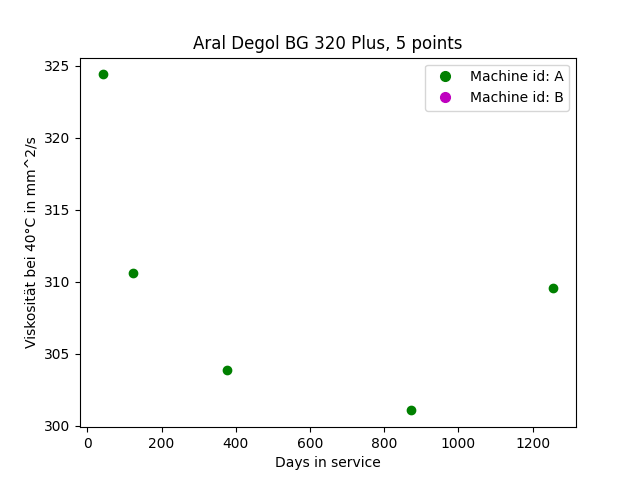 Aral Degol BG 320 Plus, 5 points
Machine id: A
Machine id: B
Viskosität bei 40°C in mm^2/s
325
320
315
310
305
300
0
200
400
600
800
1000
1200
Days in service